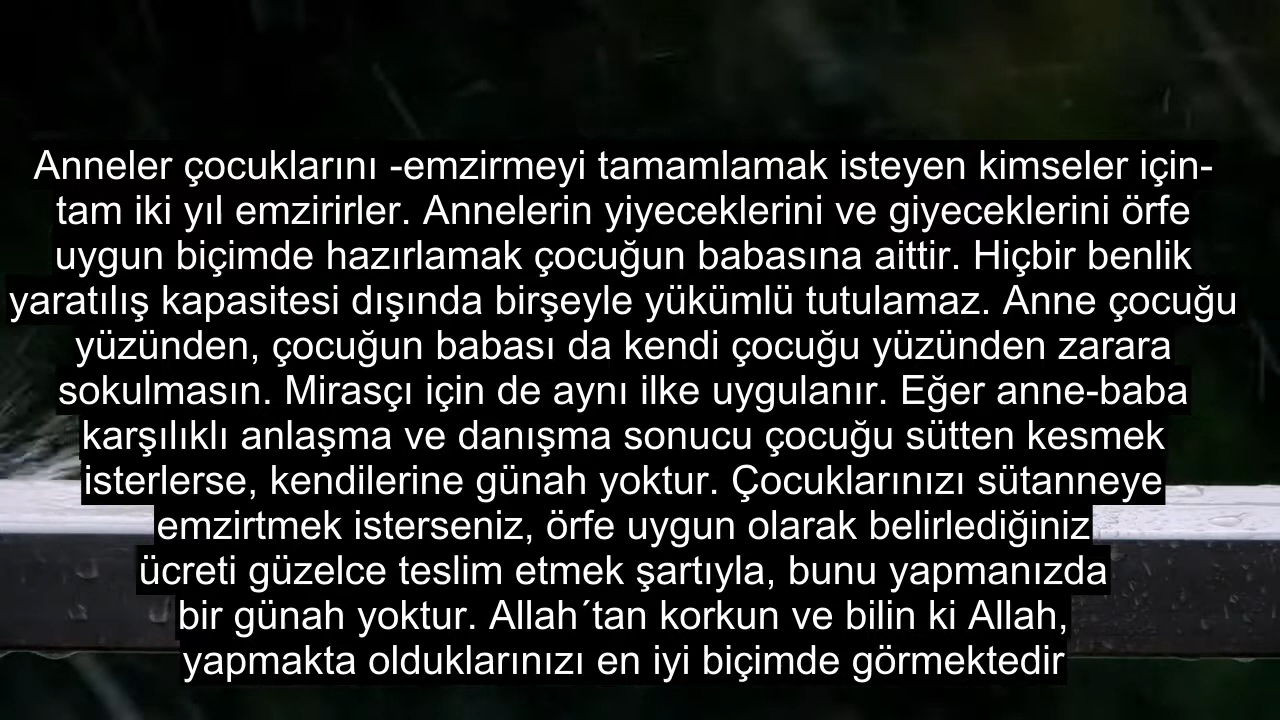 Anneler çocuklarını -emzirmeyi tamamlamak isteyen kimseler için-
tam iki yıl emzirirler. Annelerin yiyeceklerini ve giyeceklerini örfe
uygun biçimde hazırlamak çocuğun babasına aittir. Hiçbir benlik
yaratılış kapasitesi dışında birşeyle yükümlü tutulamaz. Anne çocuğu
yüzünden, çocuğun babası da kendi çocuğu yüzünden zarara
sokulmasın. Mirasçı için de aynı ilke uygulanır. Eğer anne-baba
karşılıklı anlaşma ve danışma sonucu çocuğu sütten kesmek
isterlerse, kendilerine günah yoktur. Çocuklarınızı sütanneye
emzirtmek isterseniz, örfe uygun olarak belirlediğiniz
ücreti güzelce teslim etmek şartıyla, bunu yapmanızda
bir günah yoktur. Allah´tan korkun ve bilin ki Allah,
yapmakta olduklarınızı en iyi biçimde görmektedir